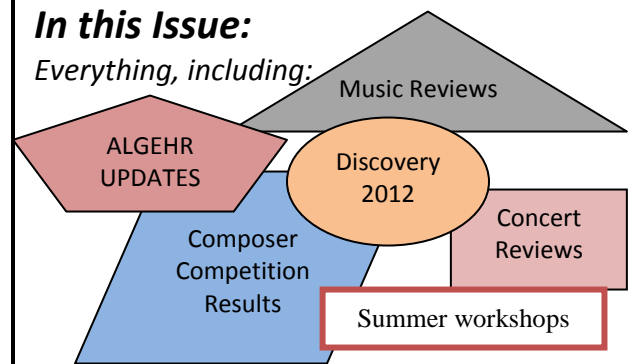 In this Issue:
Everything, including:
Music Reviews
ALGEHR
UPDATES
Discovery
2012
Concert
Reviews
Composer
Competition
Results
Summer workshops